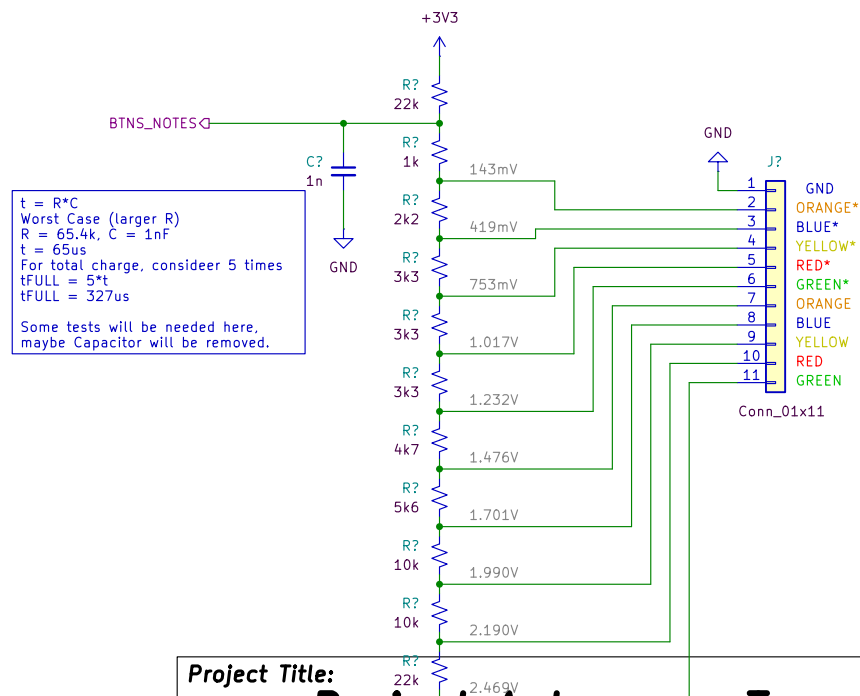 +3V3
R?
22k
BTNS_NOTES
R?
1k
C?
1n
GND
143mV
R?
2k2
419mV
R?
3k3
753mV
R?
3k3
1.017V
R?
3k3
1.232V
R?
4k7
1.476V
R?
5k6
1.701V
R?
10k
1.990V
R?
10k
2.190V
R?
22k
2.469V
t = R*C
Worst Case (larger R)
R = 65.4k, C = 1nF
t = 65us
For total charge, consideer 5 times
tFULL = 5*t
tFULL = 327us
Some tests will be needed here,
maybe Capacitor will be removed.
GND
J?
1 GND
2 ORANGE*
3 BLUE*
4 YELLOW*
5 RED*
6 GREEN*
7 ORANGE
8 BLUE
9 YELLOW
10 RED
11 GREEN
Conn_01x11
Project Title: